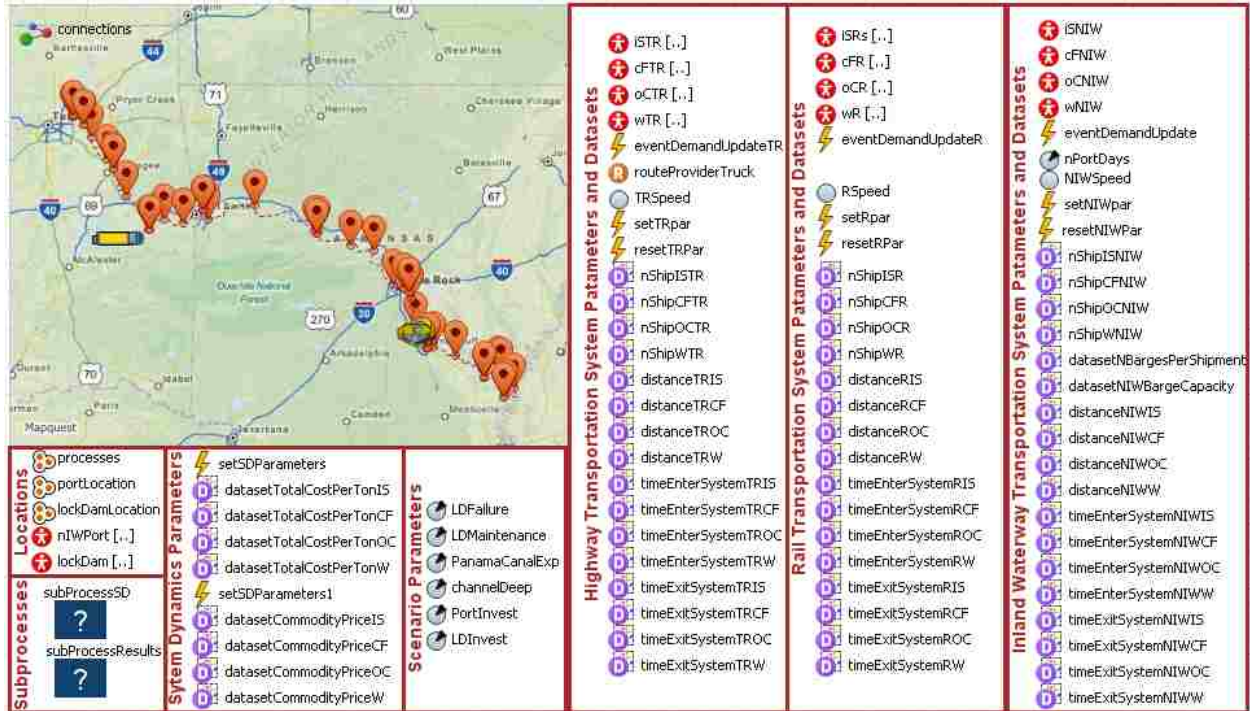 connections
Bartlesville
44
Joplin
60
West Plains
Branson
Pryor Creek
71
Harrison
Cherokee Village
Fayetteville
49
Batesville
67
40
69
40
McAlester
Ouachita National
Forest
30
270
Arkadelphia
Durant
70
Idabel
Paris
Camden
Monticello
Texarkana
Mapquest
Locations
processes
portLocation
lockDamLocation
nIWPort [..]
lockDam [..]
Subprocesses
subProcessSD
?
subProcessResults
?
Sytem Dynamics Parameters
setSDParameters
datasetTotalCostPerTonIS
datasetTotalCostPerTonCF
datasetTotalCostPerTonOC
datasetTotalCostPerTonW
setSDParameters1
datasetCommodityPriceIS
datasetCommodityPriceCF
datasetCommodityPriceOC
datasetCommodityPriceW
Scenario Parameters
LDFailure
LDMaintenance
PanamaCanalExp
channelDeep
PortInvest
LDInvest
Highway Transportation System Patameters and Datasets
iSTR [..]
cFTR [..]
oCTR [..]
wTR [..]
eventDemandUpdateTR
routeProviderTruck
TRSpeed
setTRpar
resetTRPar
nShipISTR
nShipCFTR
nShipOCTR
nShipWTR
distanceTRIS
distanceTRCF
distanceTROC
distanceTRW
timeEnterSystemTRIS
timeEnterSystemTRCF
timeEnterSystemTROC
timeEnterSystemTRW
timeExitSystemTRIS
timeExitSystemTRCF
timeExitSystemTROC
timeExitSystemTRW
Rail Transportation System Patameters and Datasets
iSRs [..]
cFR [..]
oCR [..]
wR [..]
eventDemandUpdateR
RSpeed
setRpar
resetRPar
nShipISR
nShipCFR
nShipOCR
nShipWR
distanceRIS
distanceRCF
distanceROC
distanceRW
timeEnterSystemRIS
timeEnterSystemRCF
timeEnterSystemROC
timeEnterSystemRW
timeExitSystemRIS
timeExitSystemRCF
timeExitSystemROC
timeExitSystemRW
Inland Waterway Transportation System Patameters and Datasets
iSNIW
cFNIW
oCNIW
wNIW
eventDemandUpdate
nPortDays
NIWSpeed
setNIWpar
resetNIWPar
nShipISNIW
nShipCFNIW
nShipOCNIW
nShipWNIW
datasetNBargesPerShipment
datasetNIWBargeCapacity
distanceNIWIS
distanceNIWCF
distanceNIWOC
distanceNIWW
timeEnterSystemNIWIS
timeEnterSystemNIWCF
timeEnterSystemNIWOC
timeEnterSystemNIWW
timeExitSystemNIWIS
timeExitSystemNIWCF
timeExitSystemNIWOC
timeExitSystemNIWW